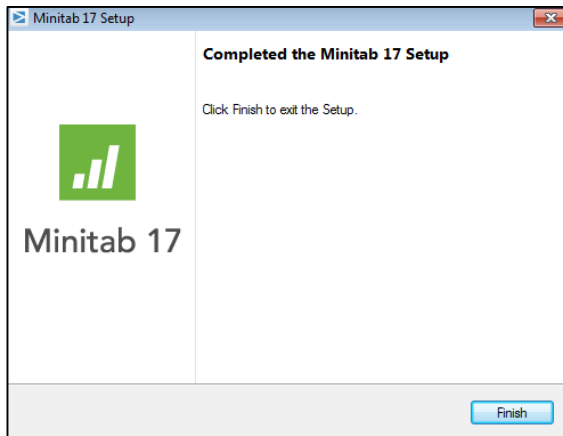 Minitab 17 Setup
Completed the Minitab 17 Setup
Click Finish to exit the Setup.
Minitab 17
Finish